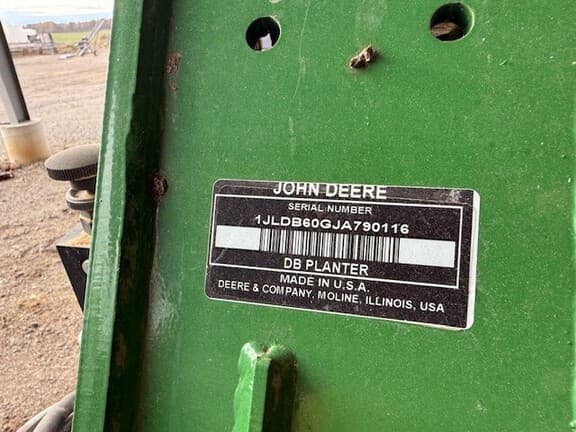 JOHN DEERE
SERIAL NUMBER
1JLDB60GJA790116
DB PLANTER
MADE IN U.S.A.
DEERE & COMPANY, MOLINE, ILLINOIS, USA